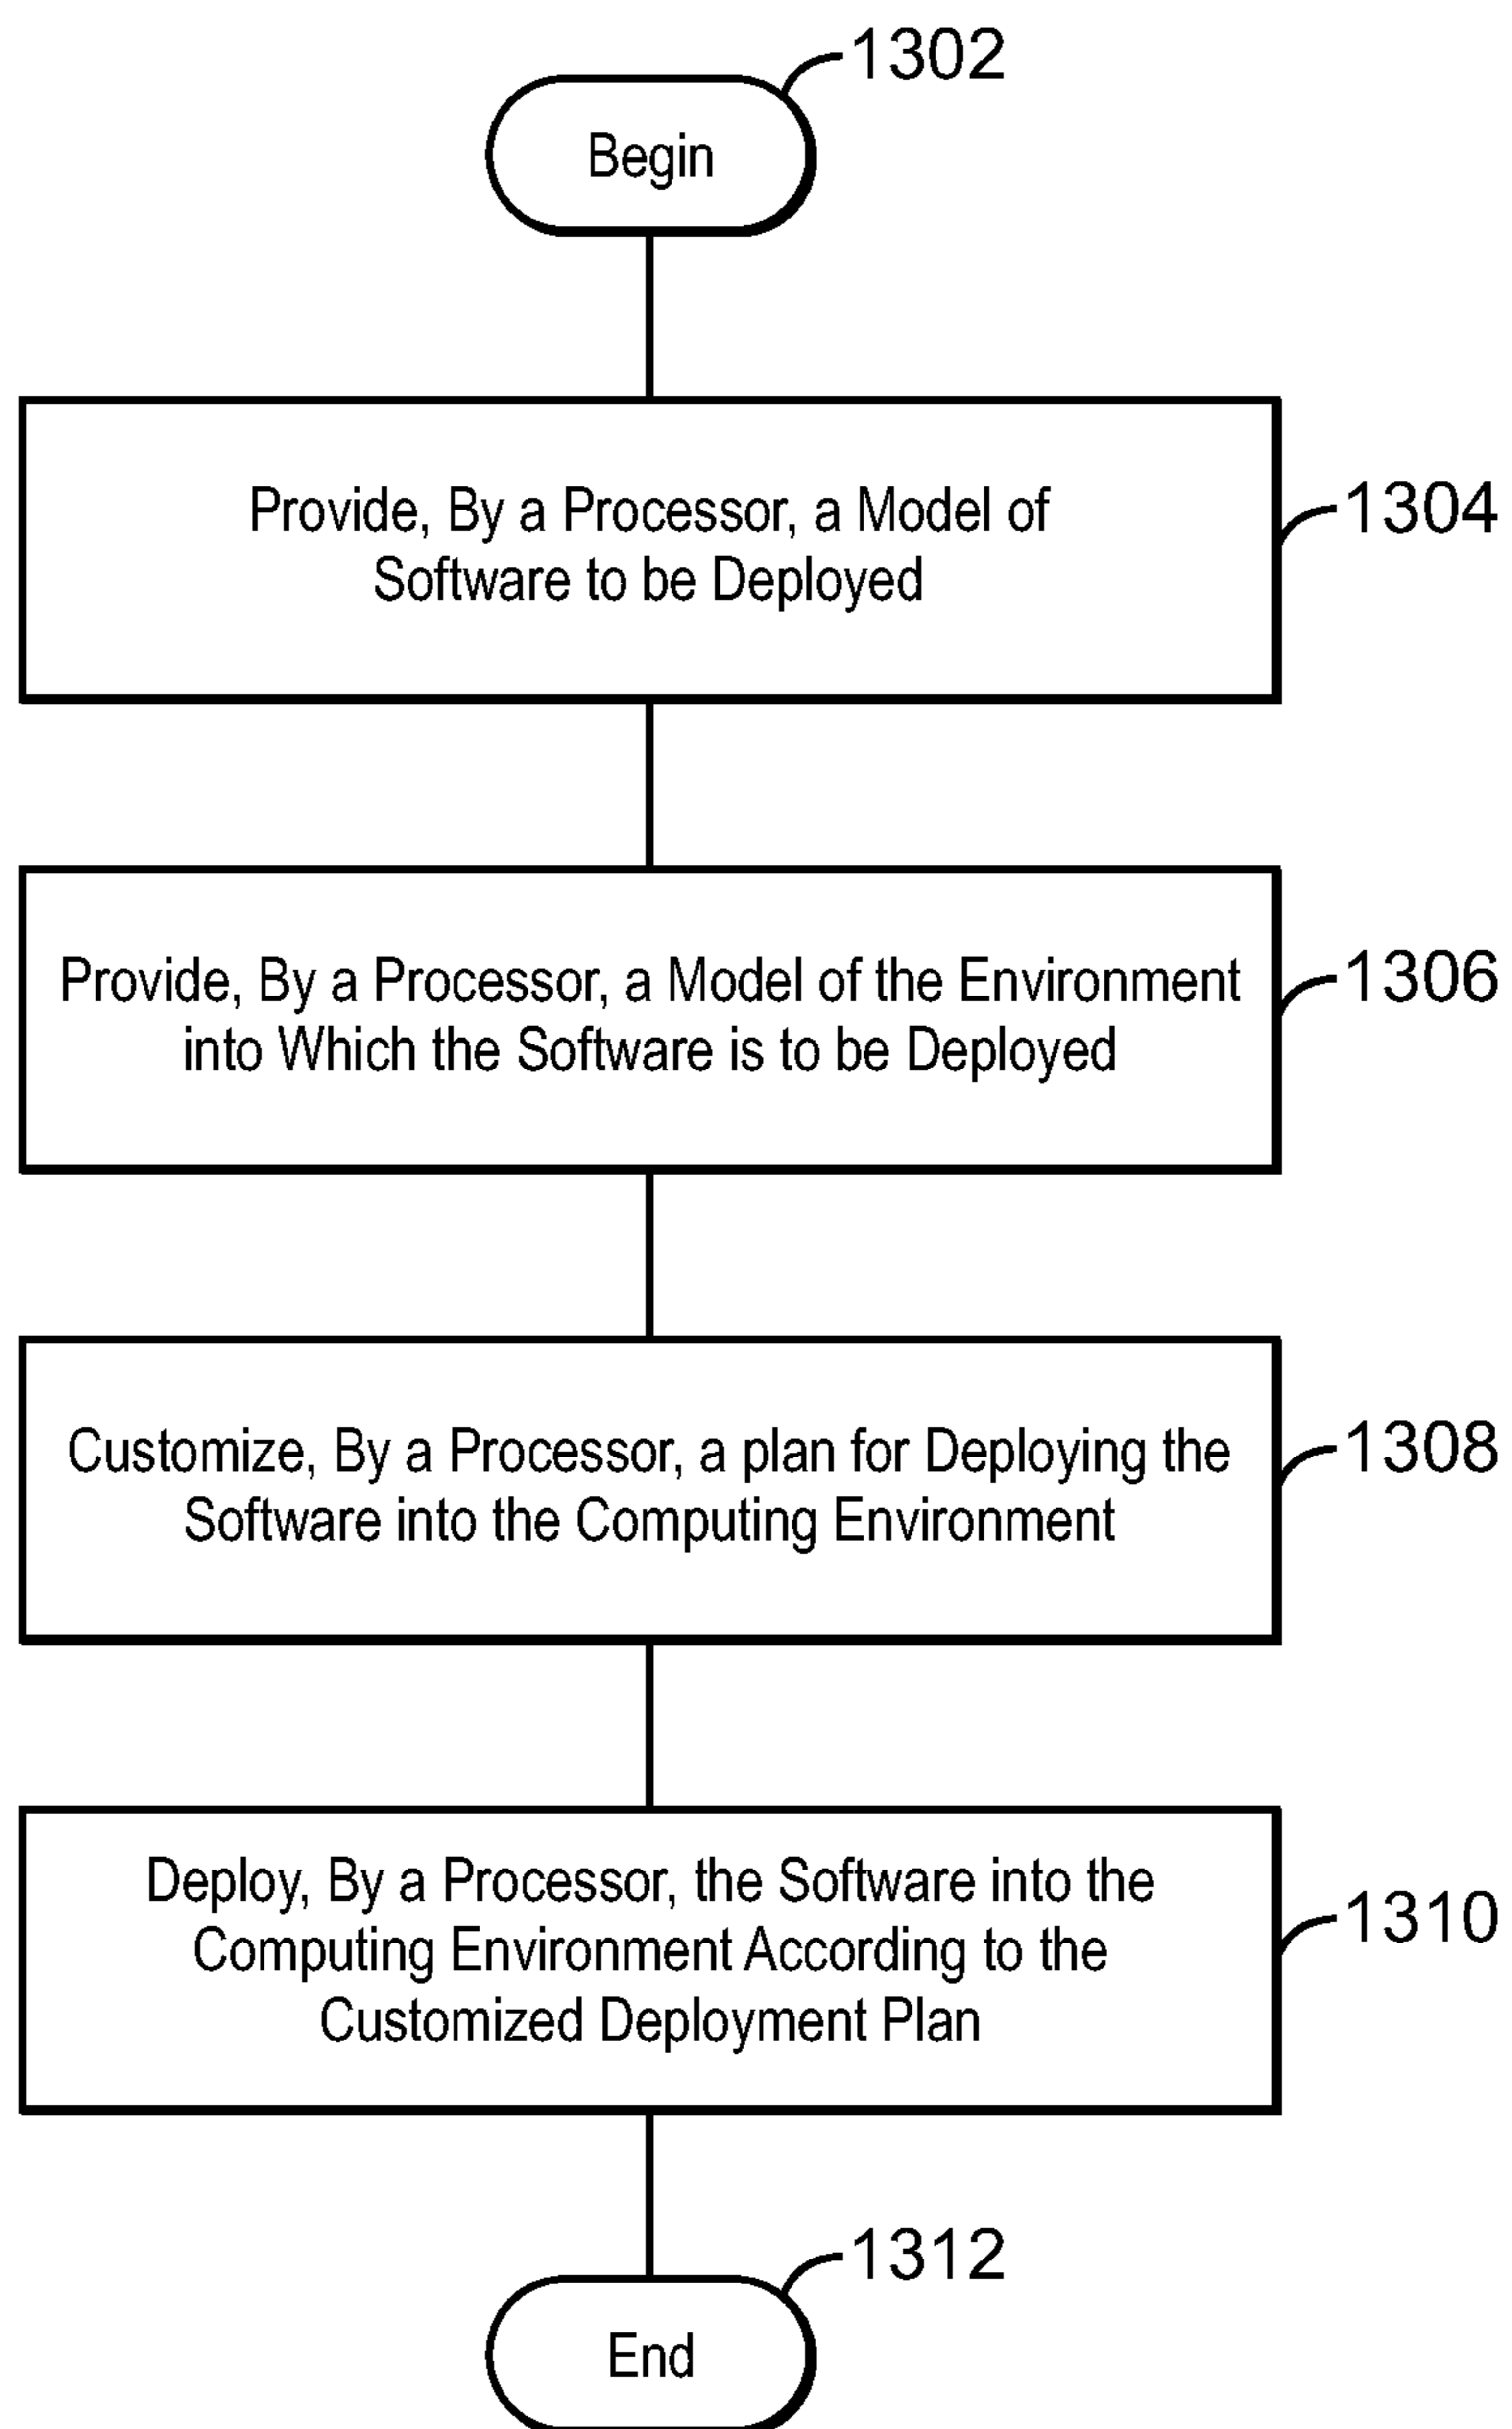 1302
Begin
Provide, By a Processor, a Model of
Software to be Deployed
1304
Provide, By a Processor, a Model of the Environment
into Which the Software is to be Deployed
1306
Customize, By a Processor, a plan for Deploying the
Software into the Computing Environment
1308
Deploy, By a Processor, the Software into the
Computing Environment According to the
Customized Deployment Plan
1310
1312
End